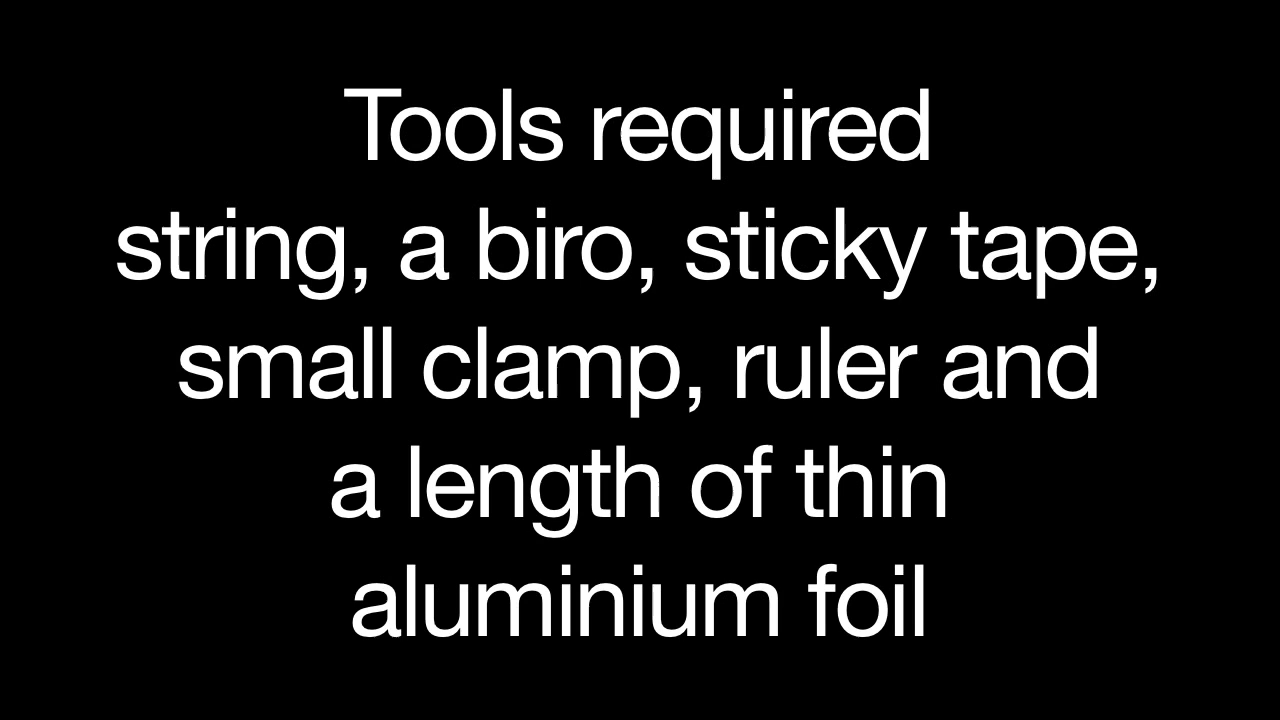 Tools required
string, a biro, sticky tape,
small clamp, ruler and
a length of thin
aluminium foil